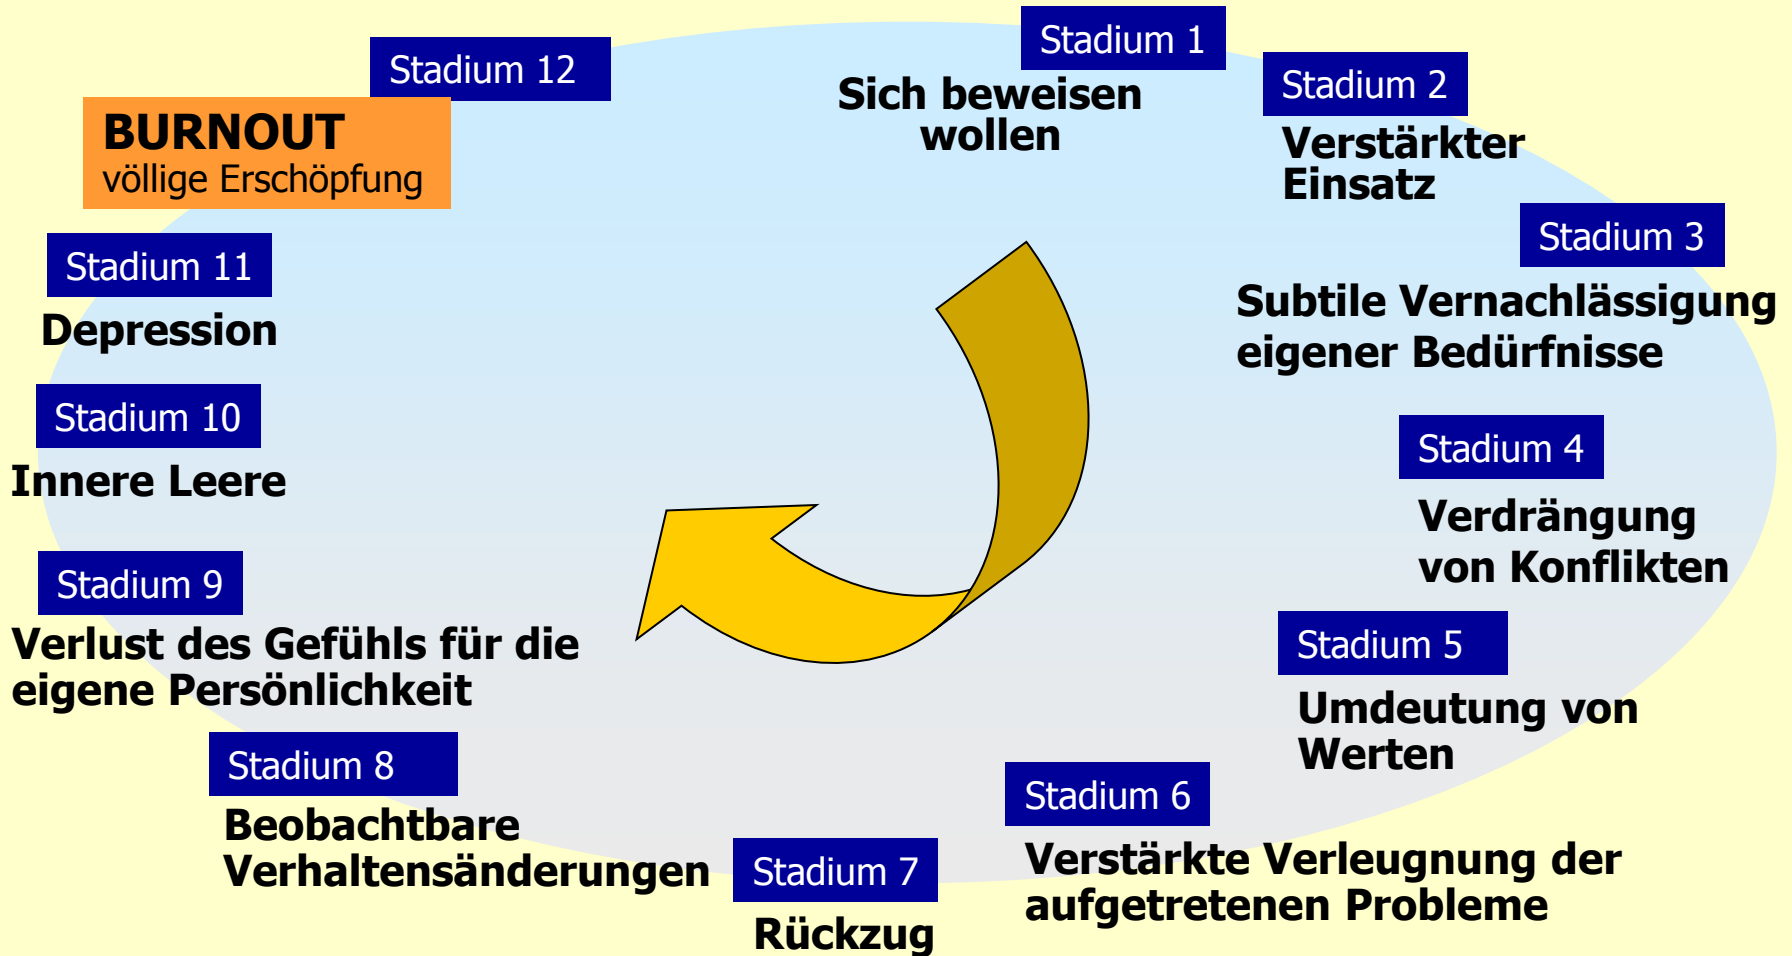 Stadium 1
Sich beweisen
wollen
Stadium 2
Verstärkter
Einsatz
Stadium 3
Subtile Vernachlässigung
eigener Bedürfnisse
Stadium 4
Verdrängung
von Konflikten
Stadium 5
Umdeutung von
Werten
Stadium 6
Verstärkte Verleugnung der
aufgetretenen Probleme
Stadium 7
Rückzug
Stadium 8
Beobachtbare
Verhaltensänderungen
Stadium 9
Verlust des Gefühls für die
eigene Persönlichkeit
Stadium 10
Innere Leere
Stadium 11
Depression
Stadium 12
BURNOUT
völlige Erschöpfung